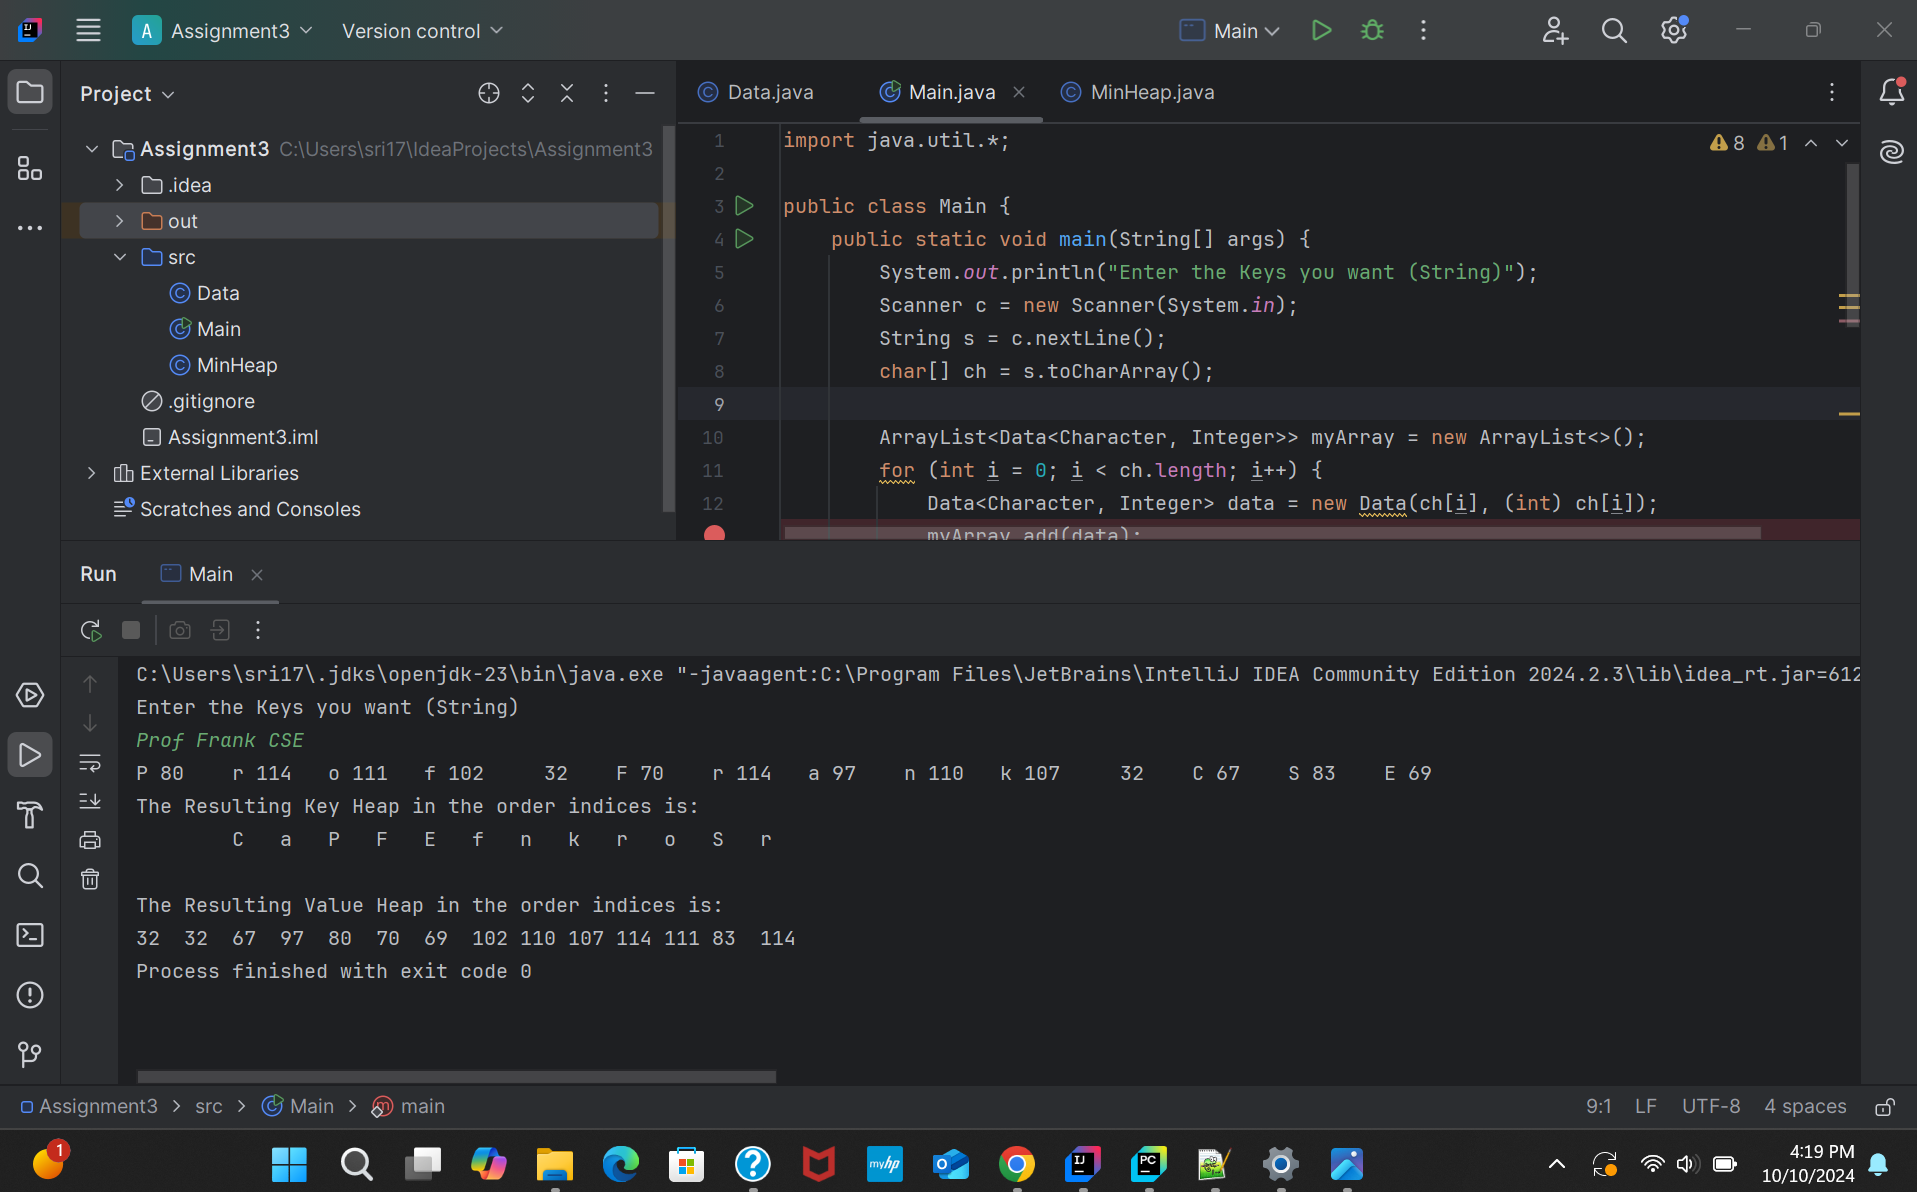 A Assignment3 Version control Main
Project
Assignment3 C:\Users\sri17\IdeaProjects\Assignment3
.idea
out
src
Data
Main
MinHeap
.gitignore
Assignment3.iml
External Libraries
Scratches and Consoles
Data.java Main.java MinHeap.java
8 1
1 import java.util.*;
2
3 public class Main {
4 public static void main(String[] args) {
5 System.out.println("Enter the Keys you want (String)");
6 Scanner c = new Scanner(System.in);
7 String s = c.nextLine();
8 char[] ch = s.toCharArray();
9
10 ArrayList<Data<Character, Integer>> myArray = new ArrayList<>();
11 for (int i = 0; i < ch.length; i++) {
12 Data<Character, Integer> data = new Data(ch[i], (int) ch[i]);
myArray.add(data);
Run Main
C:\Users\sri17\.jdks\openjdk-23\bin\java.exe "-javaagent:C:\Program Files\JetBrains\IntelliJ IDEA Community Edition 2024.2.3\lib\idea_rt.jar=612
Enter the Keys you want (String)
Prof Frank CSE
P 80 r 114 o 111 f 102 32 F 70 r 114 a 97 n 110 k 107 32 C 67 S 83 E 69
The Resulting Key Heap in the order indices is:
C a P F E f n k r o S r
The Resulting Value Heap in the order indices is:
32 32 67 97 80 70 69 102 110 107 114 111 83 114
Process finished with exit code 0
Assignment3 > src > Main > main
9:1 LF UTF-8 4 spaces
1
myhp
IJ
PC
4:19 PM
10/10/2024